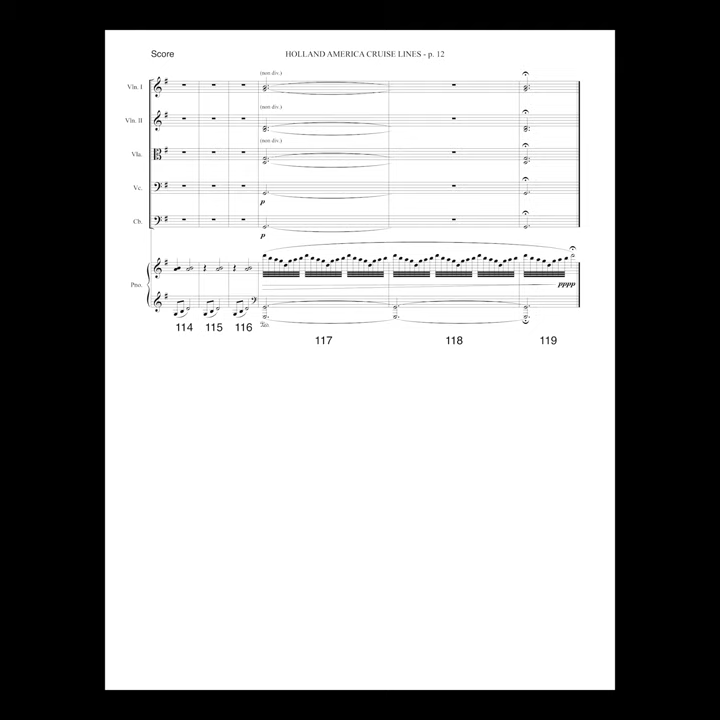 Score
HOLLAND AMERICA CRUISE LINES - p. 12
(non div.)
Vln. I
(non div.)
Vln. II
(non div.)
Vla.
Vc.
p
Cb.
p
Pno.
pppp
114 115 116
117 118 119